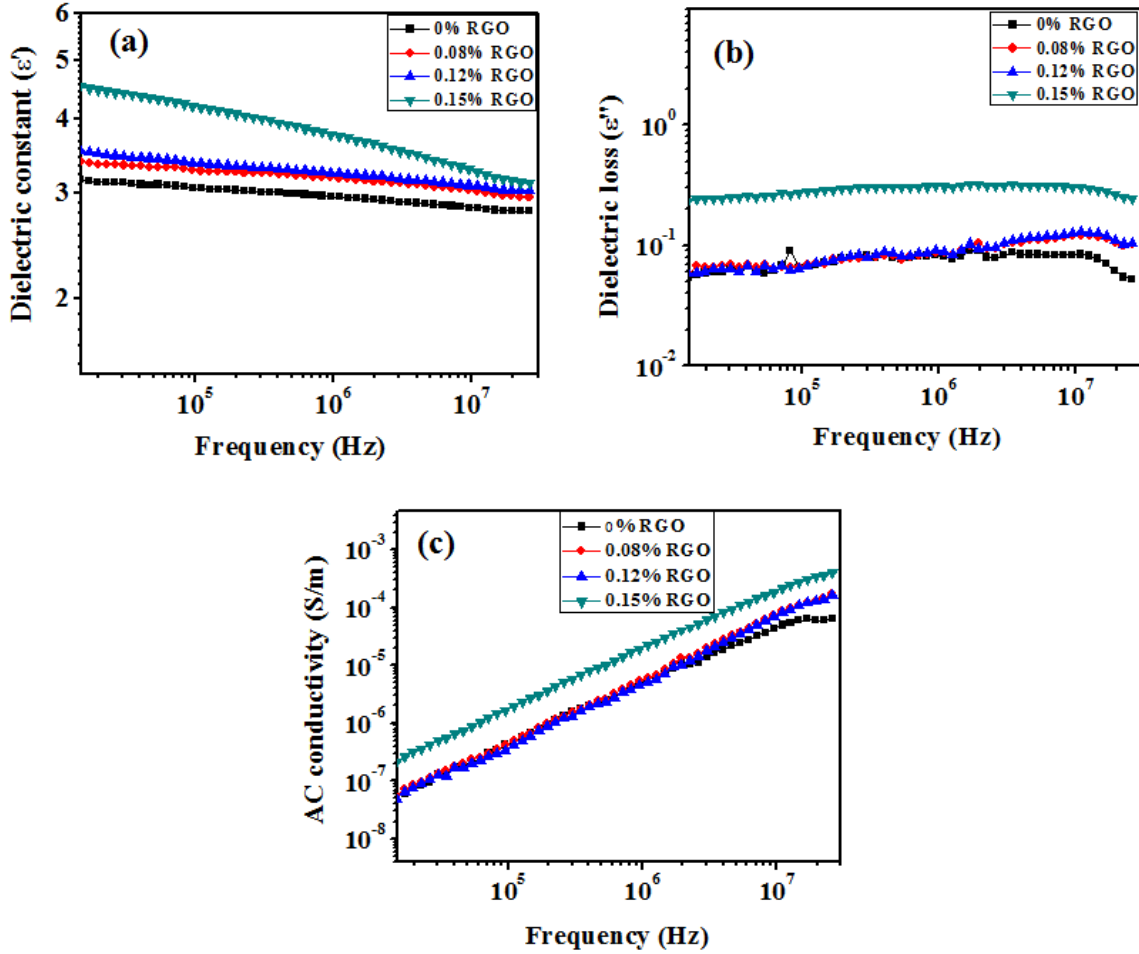 (a)
0% RGO
0.08% RGO
0.12% RGO
0.15% RGO
Dielectric constant (ε')
6
5
4
3
2
10⁵ 10⁶ 10⁷
Frequency (Hz)
(b)
0% RGO
0.08% RGO
0.12% RGO
0.15% RGO
Dielectric loss (ε'')
10⁰
10⁻¹
10⁻²
10⁵ 10⁶ 10⁷
Frequency (Hz)
(c)
0 % RGO
0.08% RGO
0.12% RGO
0.15% RGO
AC conductivity (S/m)
10⁻³
10⁻⁴
10⁻⁵
10⁻⁶
10⁻⁷
10⁻⁸
10⁵ 10⁶ 10⁷
Frequency (Hz)